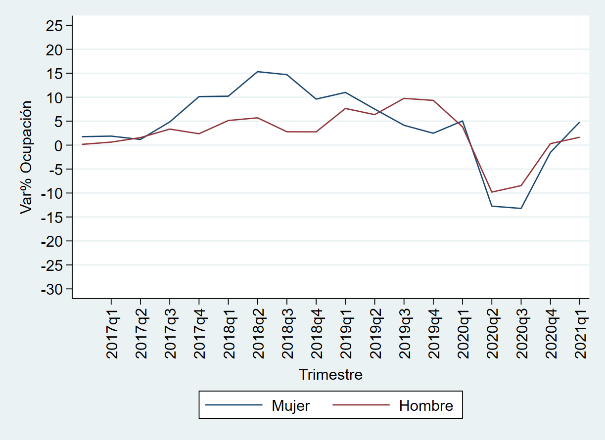 Var% Ocupación
25
20
15
10
5
0
-5
-10
-15
-20
-25
-30
2017q1
2017q2
2017q3
2017q4
2018q1
2018q2
2018q3
2018q4
2019q1
2019q2
2019q3
2019q4
2020q1
2020q2
2020q3
2020q4
2021q1
Trimestre
Mujer Hombre